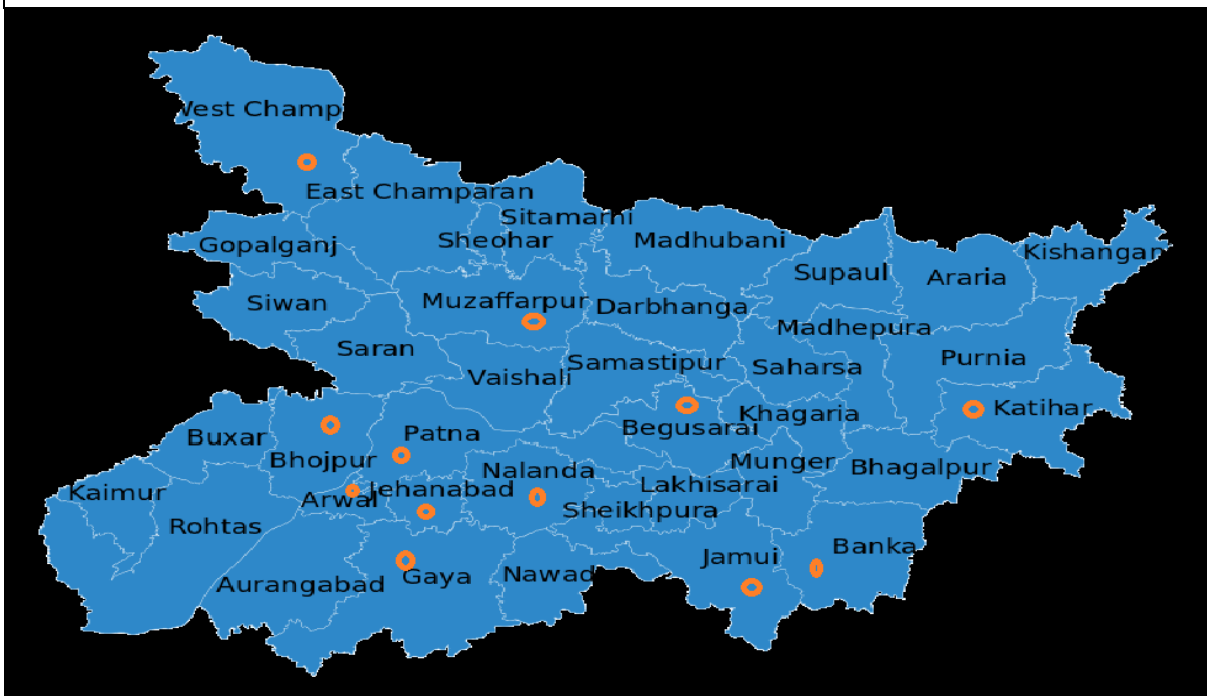 West Champ
East Champaran
Sitamarhi
Gopalganj
Sheohar
Madhubani
Kishangan
Supaul
Araria
Siwan
Muzaffarpur
Darbhanga
Madhepura
Saran
Samastipur
Saharsa
Purnia
Vaishali
Khagaria
Katihar
Buxar
Patna
Begusarai
Bhojpur
Nalanda
Munger
Bhagalpur
Kaimur
Arwal
Jehanabad
Lakhisarai
Sheikhpura
Rohtas
Jamui
Banka
Aurangabad
Gaya
Nawad